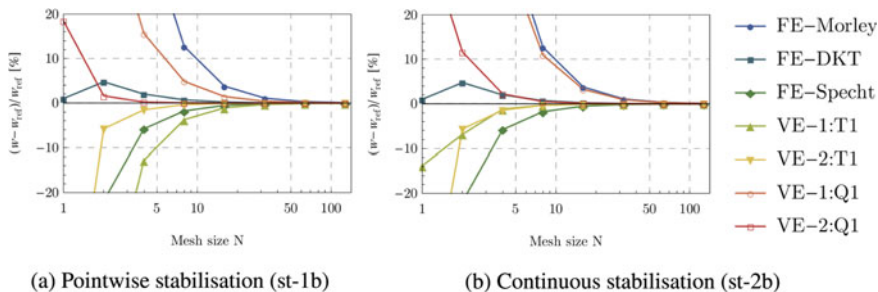 20
10
0
-10
-20
(w−w_ref)/w_ref [%]
1
5
10
50
100
Mesh size N
(a) Pointwise stabilisation (st-1b)
20
10
0
-10
-20
(w−w_ref)/w_ref [%]
1
5
10
50
100
Mesh size N
(b) Continuous stabilisation (st-2b)
FE−Morley
FE−DKT
FE−Specht
VE−1:T1
VE−2:T1
VE−1:Q1
VE−2:Q1